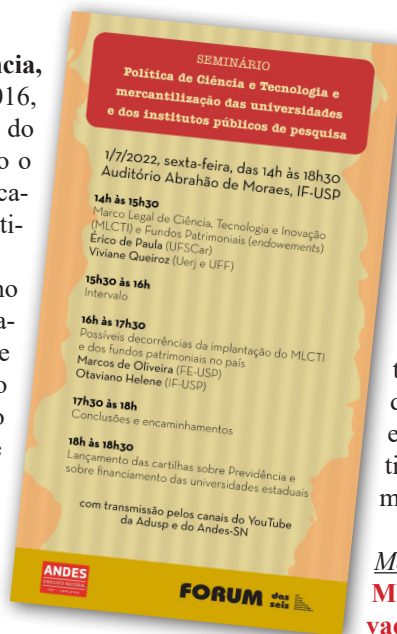 SEMINÁRIO
Política de Ciência e Tecnologia e
mercantilização das universidades
e dos institutos públicos de pesquisa
1/7/2022, sexta-feira, das 14h às 18h30
Auditório Abrahão de Moraes, IF-USP
14h às 15h30
Marco Legal de Ciência, Tecnologia e Inovação
(MLCTI) e Fundos Patrimoniais (endowements)
Érico de Paula (UFSCar)
Viviane Queiroz (Uerj e UFF)
15h30 às 16h
Intervalo
16h às 17h30
Possíveis decorrências da implantação do MLCTI
e dos fundos patrimoniais no país
Marcos de Oliveira (FE-USP)
Otaviano Helene (IF-USP)
17h30 às 18h
Conclusões e encaminhamentos
18h às 18h30
Lançamento das cartilhas sobre Previdência e
sobre financiamento das universidades estaduais
com transmissão pelos canais do YouTube
da Adusp e do Andes-SN
ANDES
SINDICATO NACIONAL
FORUM das
seis